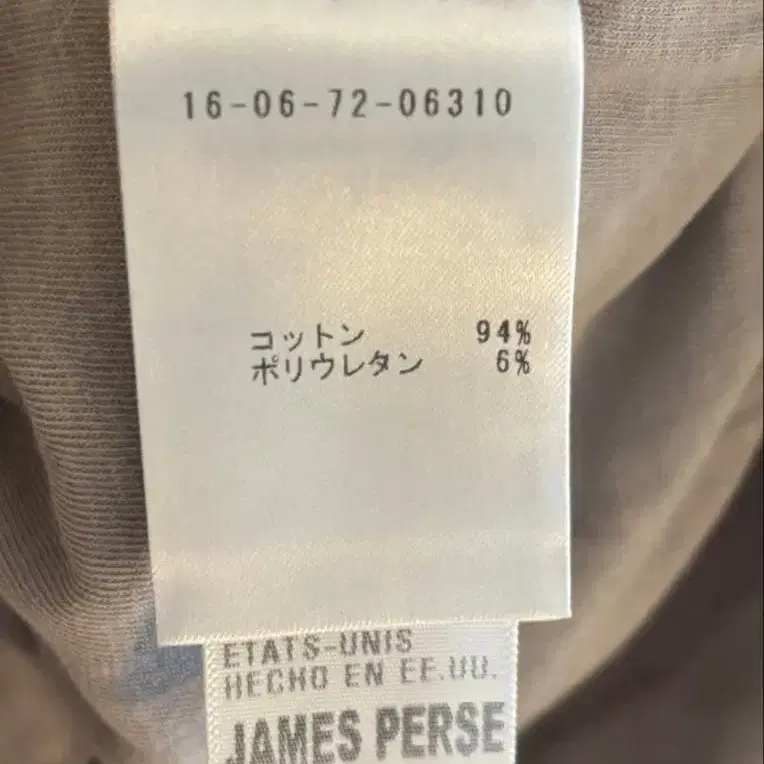 16-06-72-06310
コットン 94%
ポリウレタン 6%
ETATS-UNIS
HECHO EN EE.UU.
JAMES PERSE